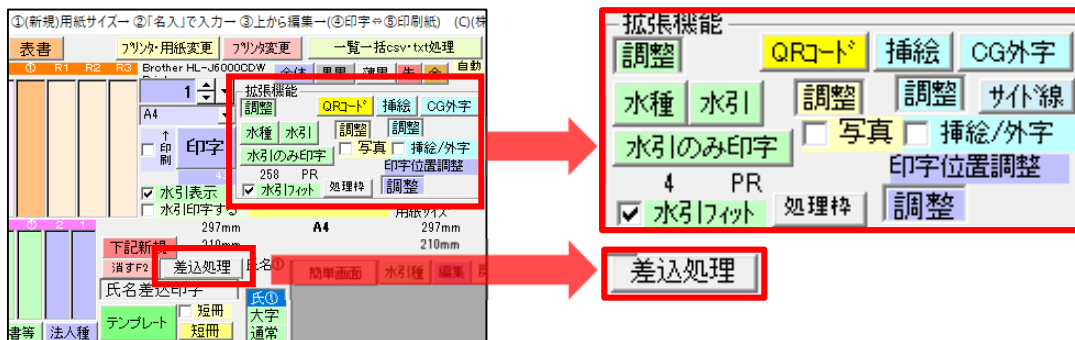 ①(新規)用紙サイズ→ ②「名入」で入力→ ③上から編集→(④印字⇔⑤印刷紙) (C)(株
表書 プリンタ・用紙変更 プリンタ変更 一覧一括csv・txt処理
① R1 R2 R3 Brother HL-J6000CDW 自動
1
A4
↑印刷 印字
水引表示
水引印字する
拡張機能
調整 QRコード 挿絵 CG外字
水種 水引 調整 調整
水引のみ印字 写真 挿絵/外字
258 PR 印字位置調整
水引フィット 処理枠 調整
用紙サイズ
297mm A4 297mm
210mm 210mm
① 2 1
下記新規
消すF2 差込処理 氏名① 簡単画面 水引種 編集
氏名差込印字
テンプレート 短冊
短冊
氏①
大字
通常
書等 法人種
拡張機能
調整 QRコード 挿絵 CG外字
水種 水引 調整 調整 サイド線
水引のみ印字 写真 挿絵/外字
4 PR 印字位置調整
水引フィット 処理枠 調整
差込処理